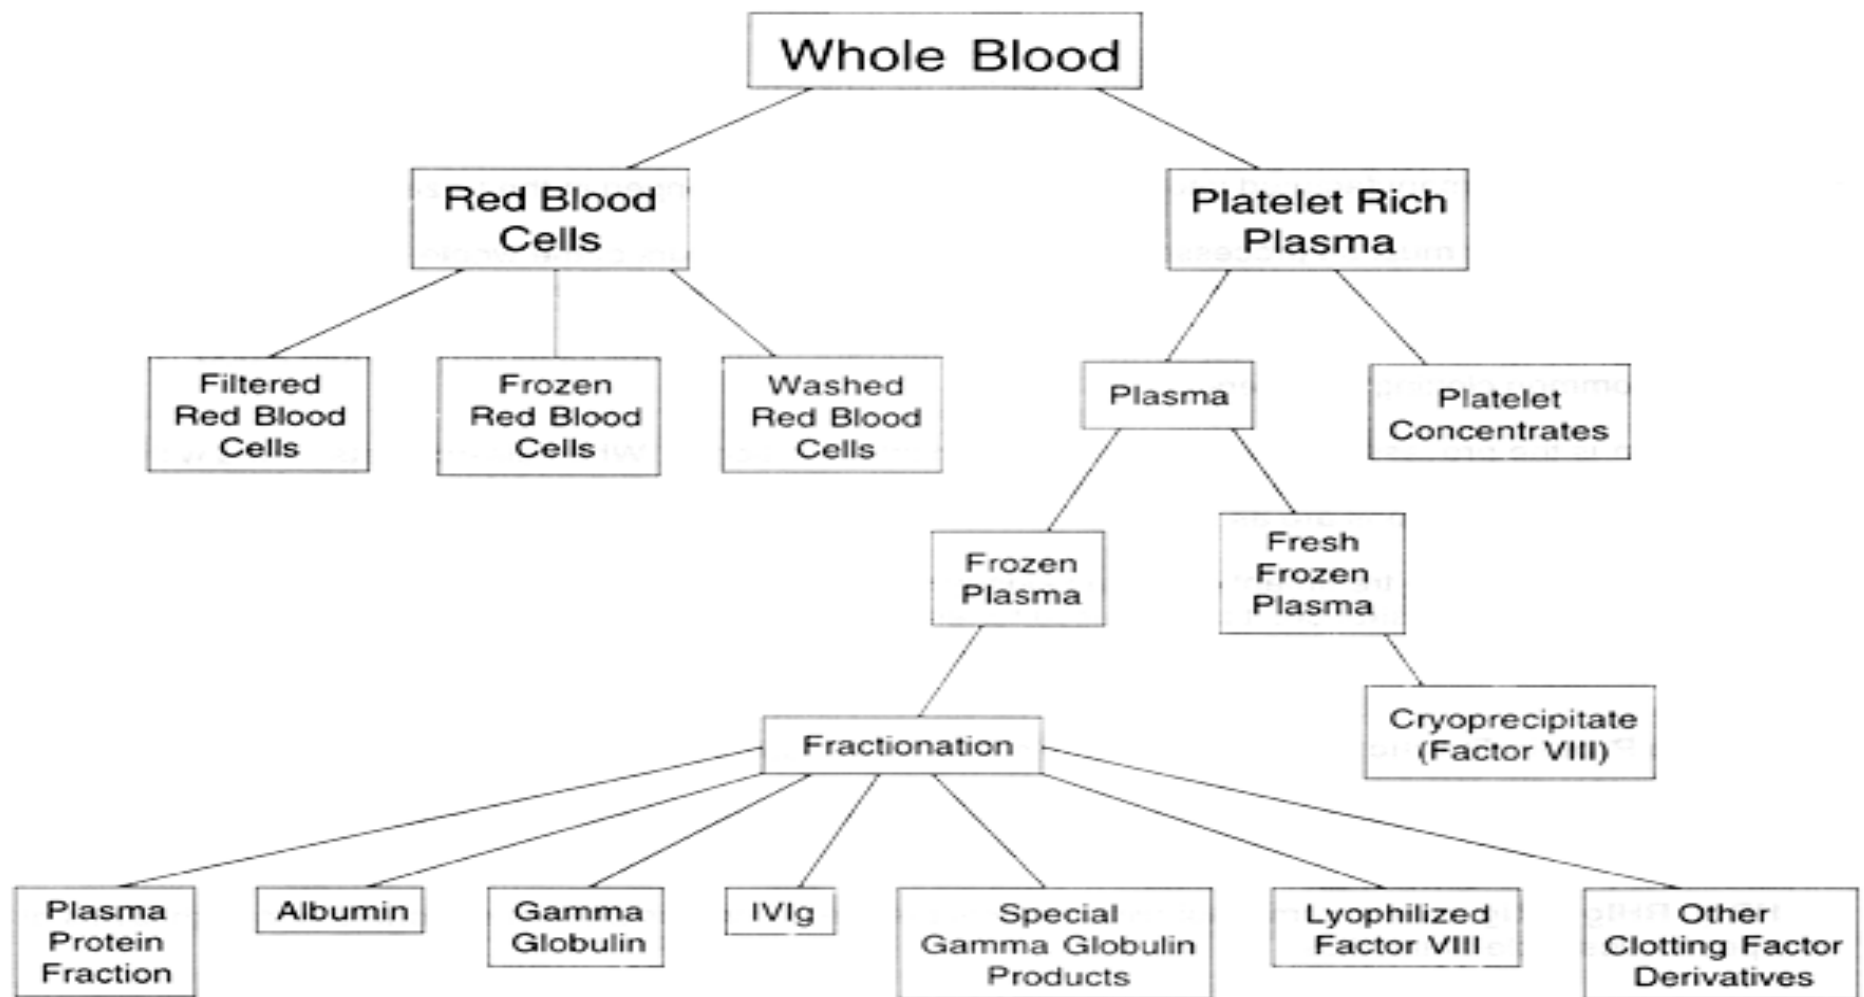 Whole Blood
Red Blood
Cells
Platelet Rich
Plasma
Filtered
Red Blood
Cells
Frozen
Red Blood
Cells
Washed
Red Blood
Cells
Plasma
Platelet
Concentrates
Frozen
Plasma
Fresh
Frozen
Plasma
Cryoprecipitate
(Factor VIII)
Fractionation
Plasma
Protein
Fraction
Albumin
Gamma
Globulin
IVIg
Special
Gamma Globulin
Products
Lyophilized
Factor VIII
Other
Clotting Factor
Derivatives